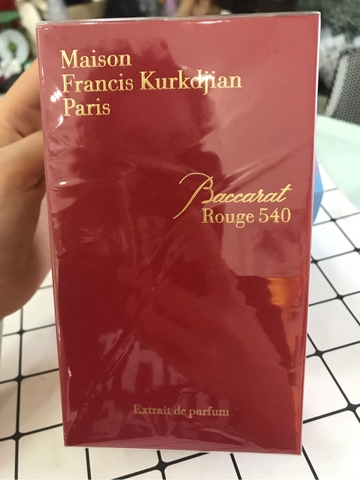 Maison
Francis Kurkdjian
Paris
Baccarat
Rouge 540
Extrait de parfum